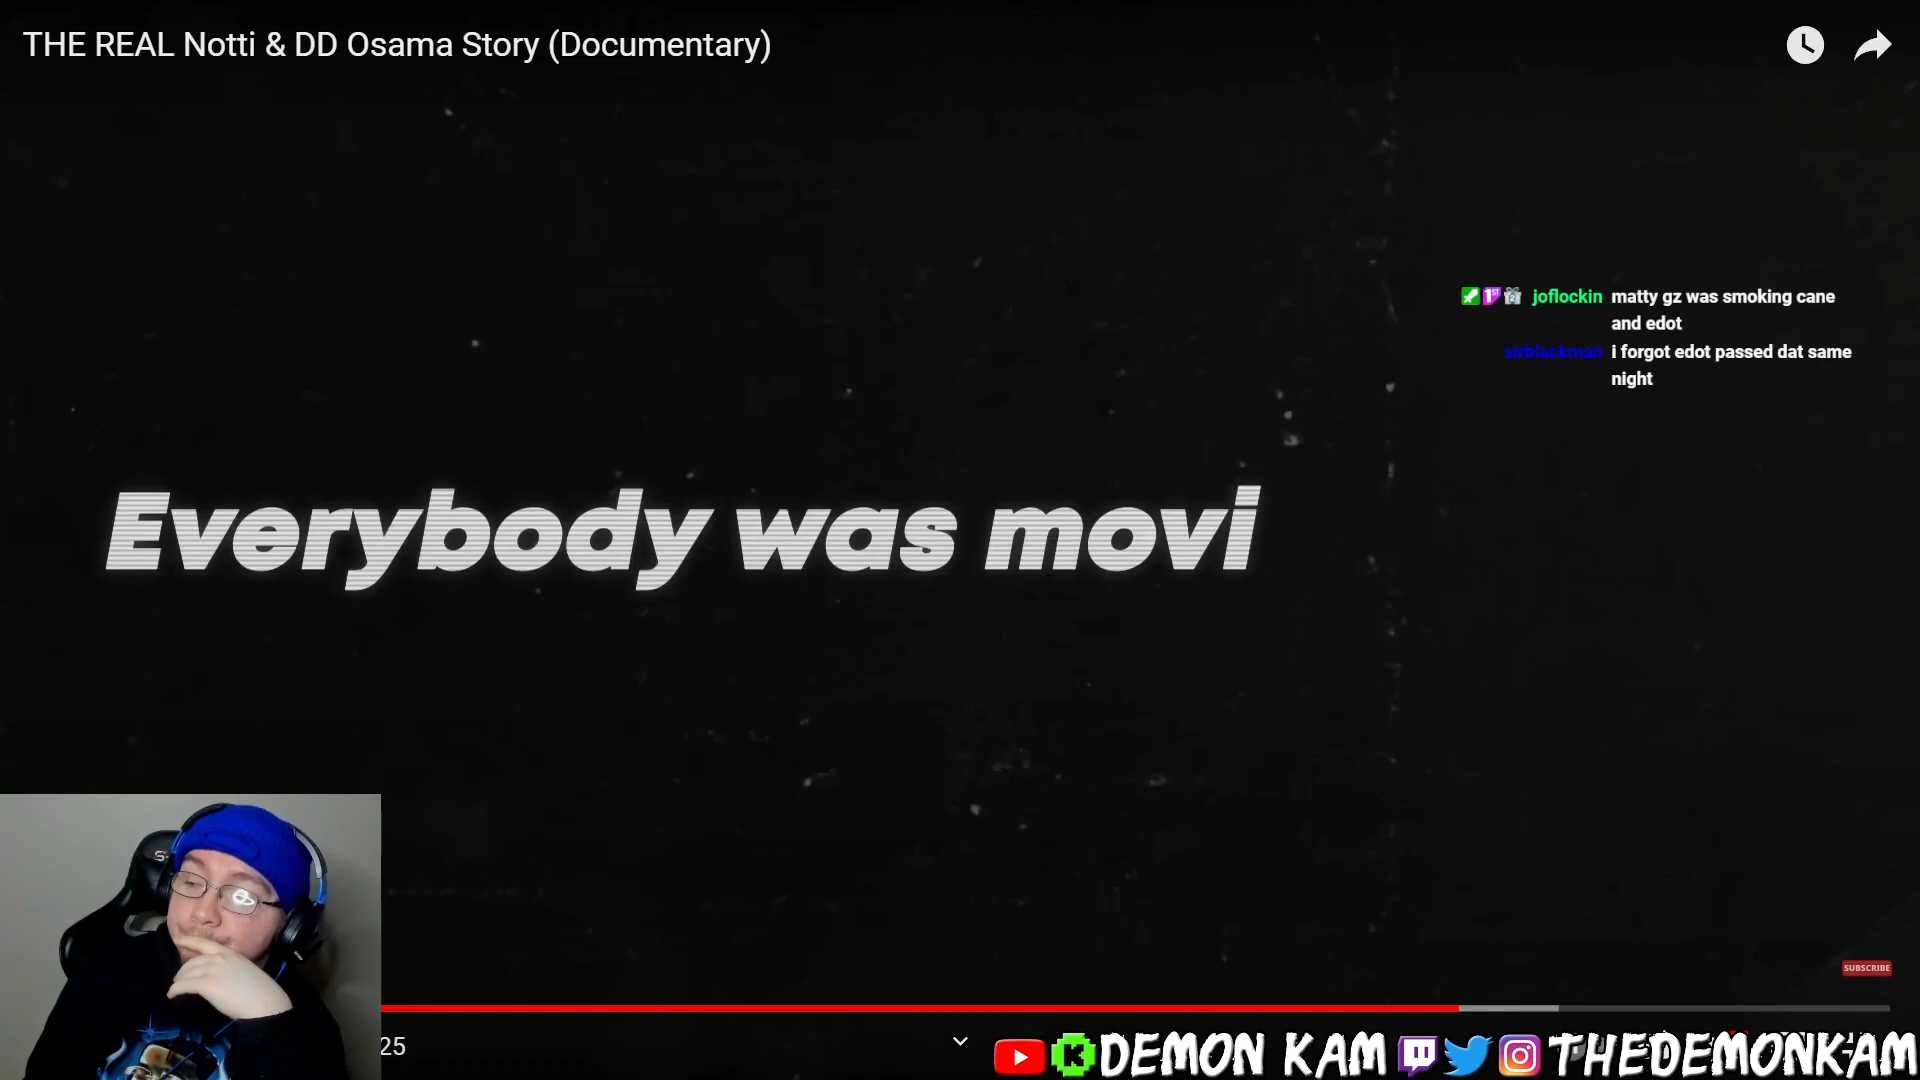 THE REAL Notti & DD Osama Story (Documentary)
joflockin matty gz was smoking cane
and edot
sirblackman i forgot edot passed dat same
night
Everybody was movi
SUBSCRIBE
25
DEMON KAM THEDEMONKAM